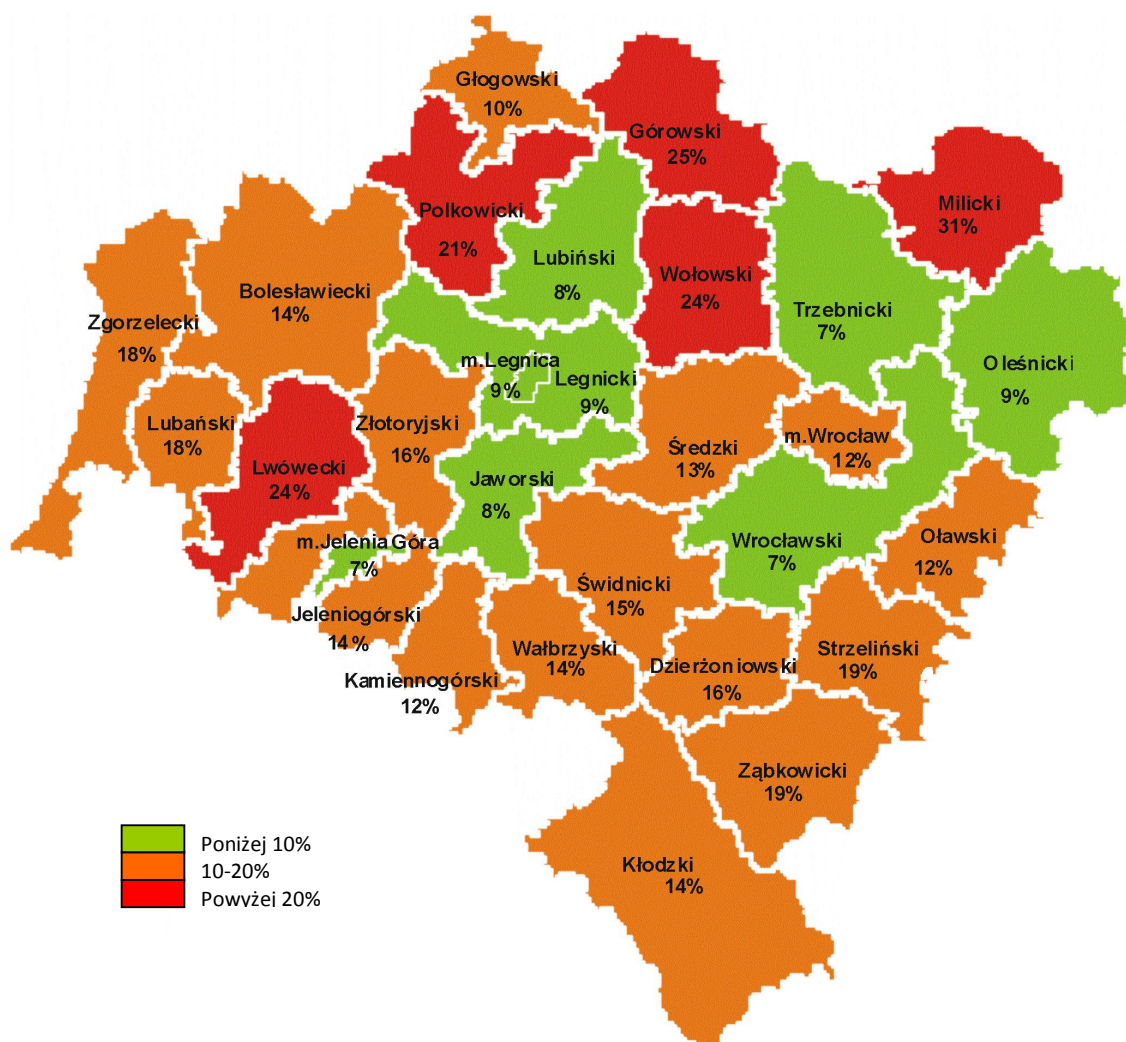 Głogowski
10%
Górowski
25%
Milicki
31%
Polkowicki
21%
Lubiński
8%
Wołowski
24%
Trzebnicki
7%
Bolesławiecki
14%
Zgorzelecki
18%
Oleśnicki
9%
m.Legnica
9%
Legnicki
9%
Lubański
18%
Złotoryjski
16%
Lwówecki
24%
Średzki
13%
m.Wrocław
12%
Jaworski
8%
m.Jelenia Góra
7%
Wrocławski
7%
Oławski
12%
Świdnicki
15%
Jeleniogórski
14%
Wałbrzyski
14%
Dzierżoniowski
16%
Strzeliński
19%
Kamiennogórski
12%
Ząbkowicki
19%
Kłodzki
14%
Poniżej 10%
10-20%
Powyżej 20%